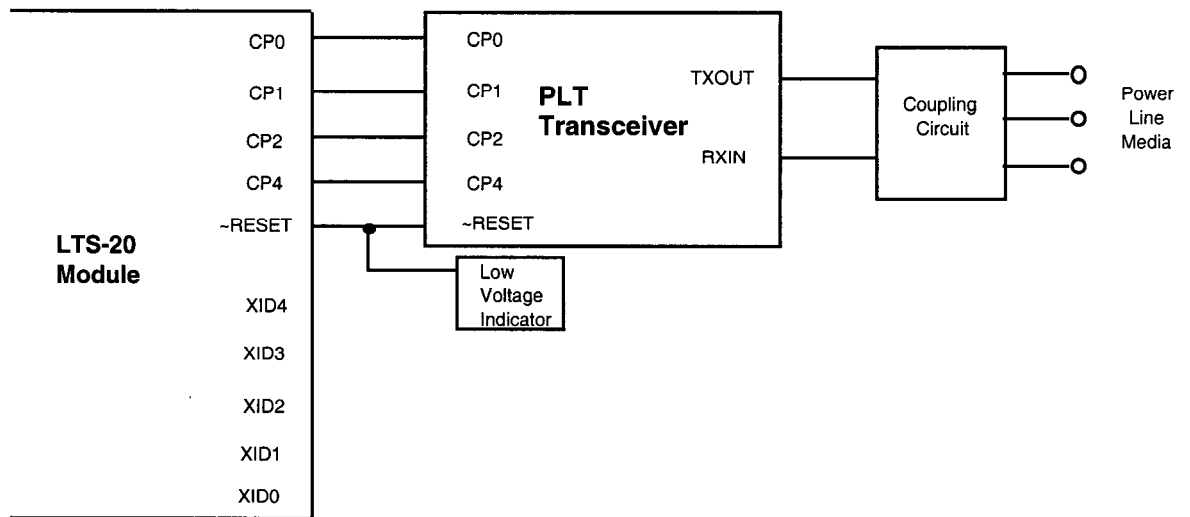 LTS-20
Module
CP0
CP1
CP2
CP4
~RESET
XID4
XID3
XID2
XID1
XID0
CP0
CP1
CP2
CP4
~RESET
PLT
Transceiver
TXOUT
RXIN
Low
Voltage
Indicator
Coupling
Circuit
Power
Line
Media